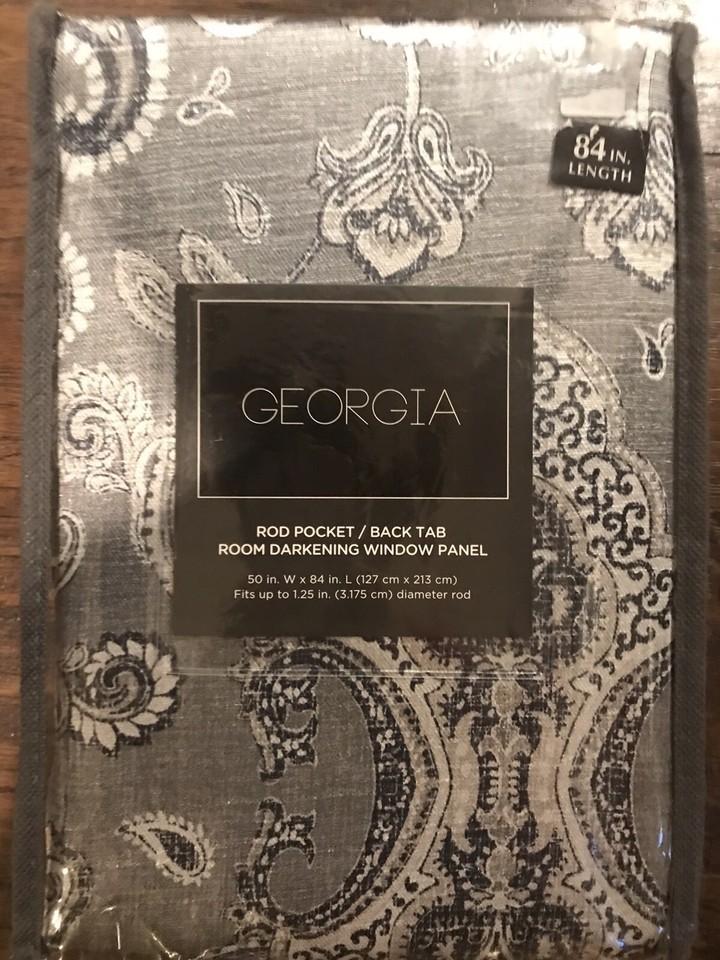 84 IN.
LENGTH
GEORGIA
ROD POCKET / BACK TAB
ROOM DARKENING WINDOW PANEL
50 in. W x 84 in. L (127 cm x 213 cm)
Fits up to 1.25 in. (3.175 cm) diameter rod